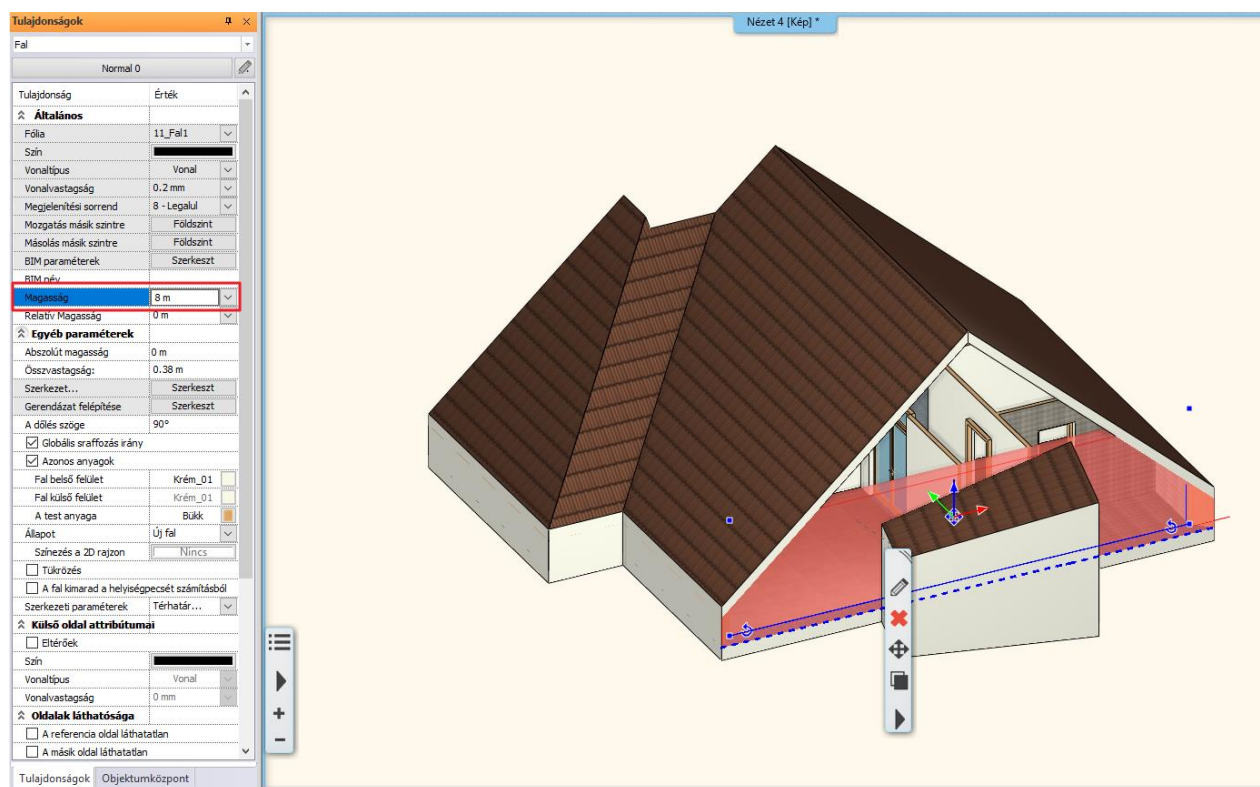 Tulajdonságok
Nézet 4 [Kép] *
Fal
Normal 0
Tulajdonság Érték
Általános
Fólia 11_Fal1
Szín
Vonaltípus Vonal
Vonalvastagság 0.2 mm
Megjelenítési sorrend 8 - Legalul
Mozgatás másik szintre Földszint
Másolás másik szintre Földszint
BIM paraméterek Szerkeszt
BIM név
Magasság 8 m
Relatív Magasság 0 m
Egyéb paraméterek
Abszolút magasság 0 m
Összvastagság: 0.38 m
Szerkezet... Szerkeszt
Gerendázat felépítése Szerkeszt
A dőlés szöge 90°
Globális sraffozás irány
Azonos anyagok
Fal belső felület Krém_01
Fal külső felület Krém_01
A test anyaga Bükk
Állapot Új fal
Színezés a 2D rajzon Nincs
Tükrözés
A fal kimarad a helyiségpecsét számításból
Szerkezeti paraméterek Térhatár...
Külső oldal attribútumai
Eltérőek
Szín
Vonaltípus Vonal
Vonalvastagság 0 mm
Oldalak láthatósága
A referencia oldal láthatatlan
A másik oldal láthatatlan
Tulajdonságok Objektumközpont